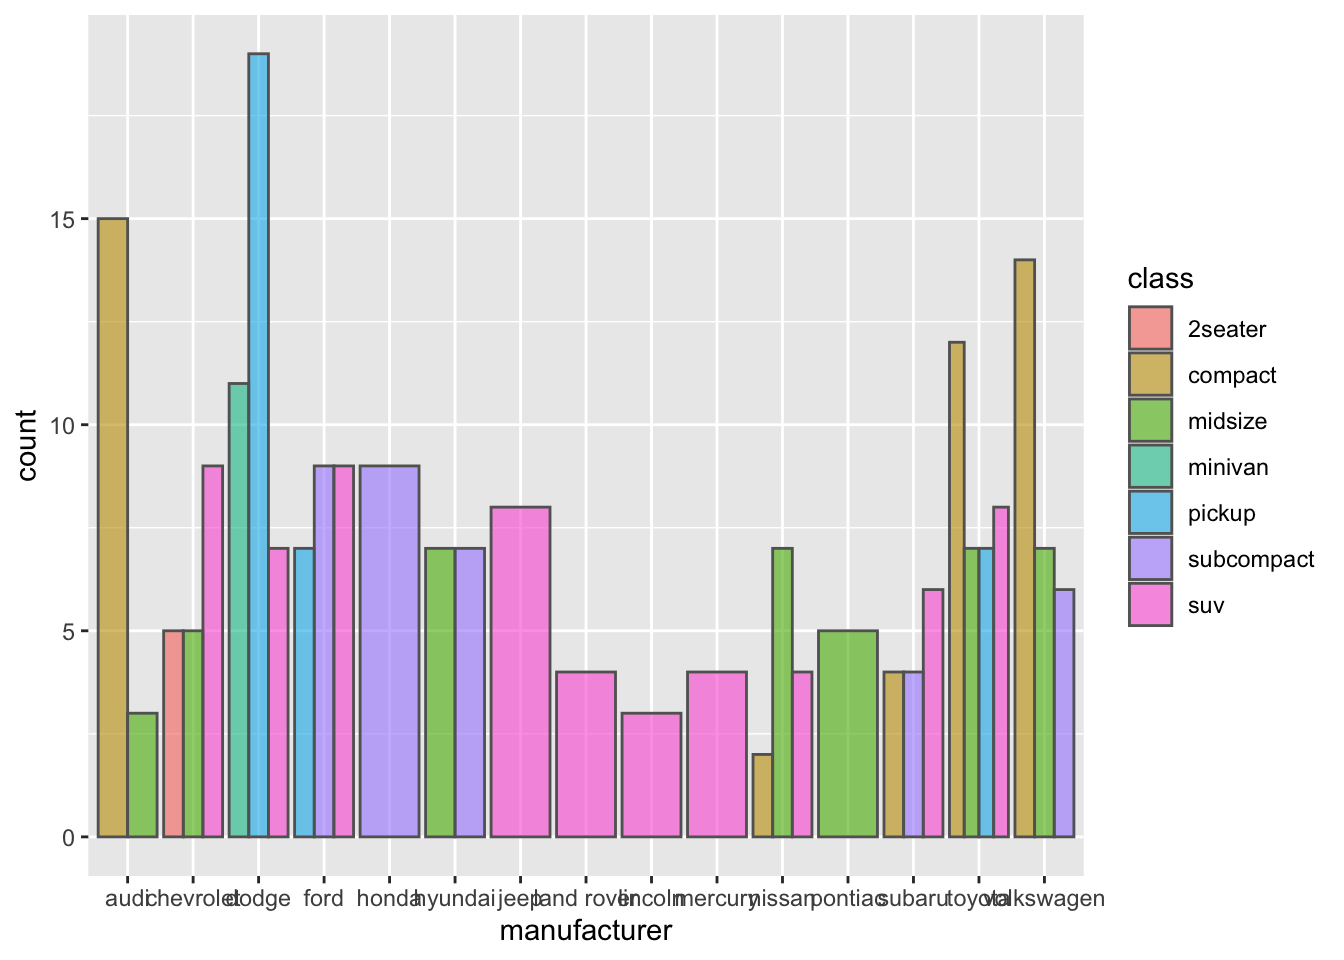 15
10
5
0
count
audi chevrolet dodge ford honda hyundai jeep land rover lincoln mercury nissan pontiac subaru toyota volkswagen
manufacturer
class
2seater
compact
midsize
minivan
pickup
subcompact
suv